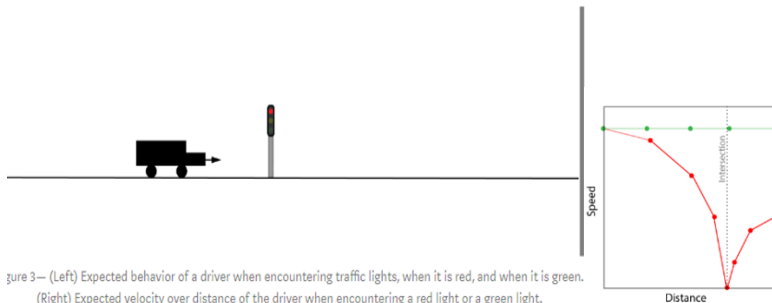 Intersection
Speed
Distance
gure 3— (Left) Expected behavior of a driver when encountering traffic lights, when it is red, and when it is green.
(Right) Expected velocity over distance of the driver when encountering a red light or a green light.